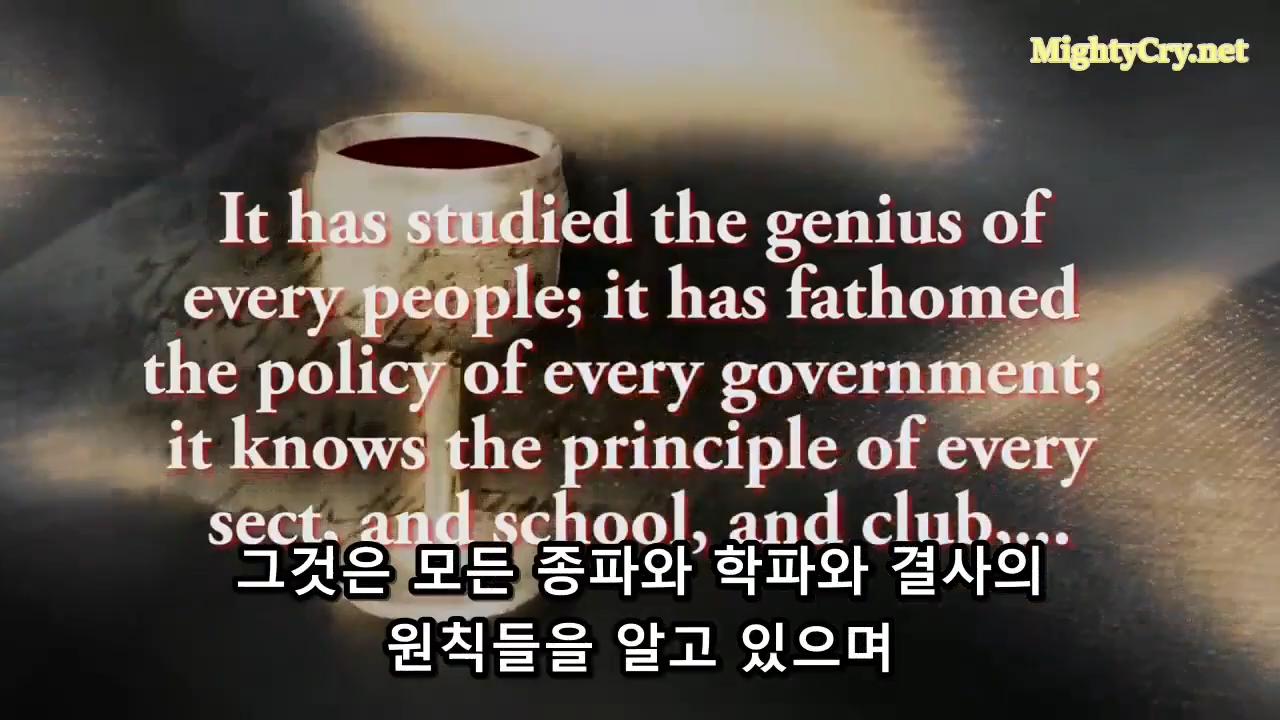 MightyCry.net
It has studied the genius of
every people; it has fathomed
the policy of every government;
it knows the principle of every
sect, and school, and club,...
그것은 모든 종파와 학파와 결사의
원칙들을 알고 있으며